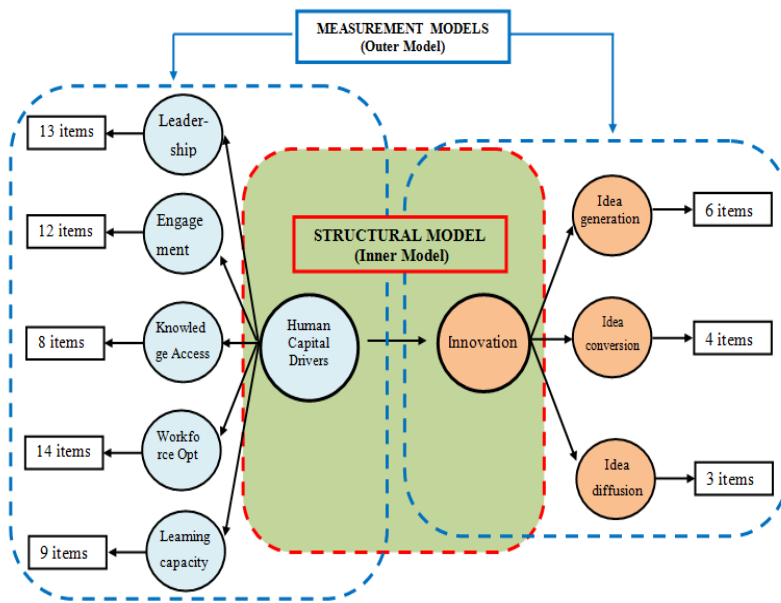 MEASUREMENT MODELS
(Outer Model)
13 items
Leader-
ship
12 items
Engage
ment
8 items
Knowled
ge Access
14 items
Workfo
rce Opt
9 items
Learning
capacity
STRUCTURAL MODEL
(Inner Model)
Human
Capital
Drivers
Innovation
Idea
generation
6 items
Idea
conversion
4 items
Idea
diffusion
3 items